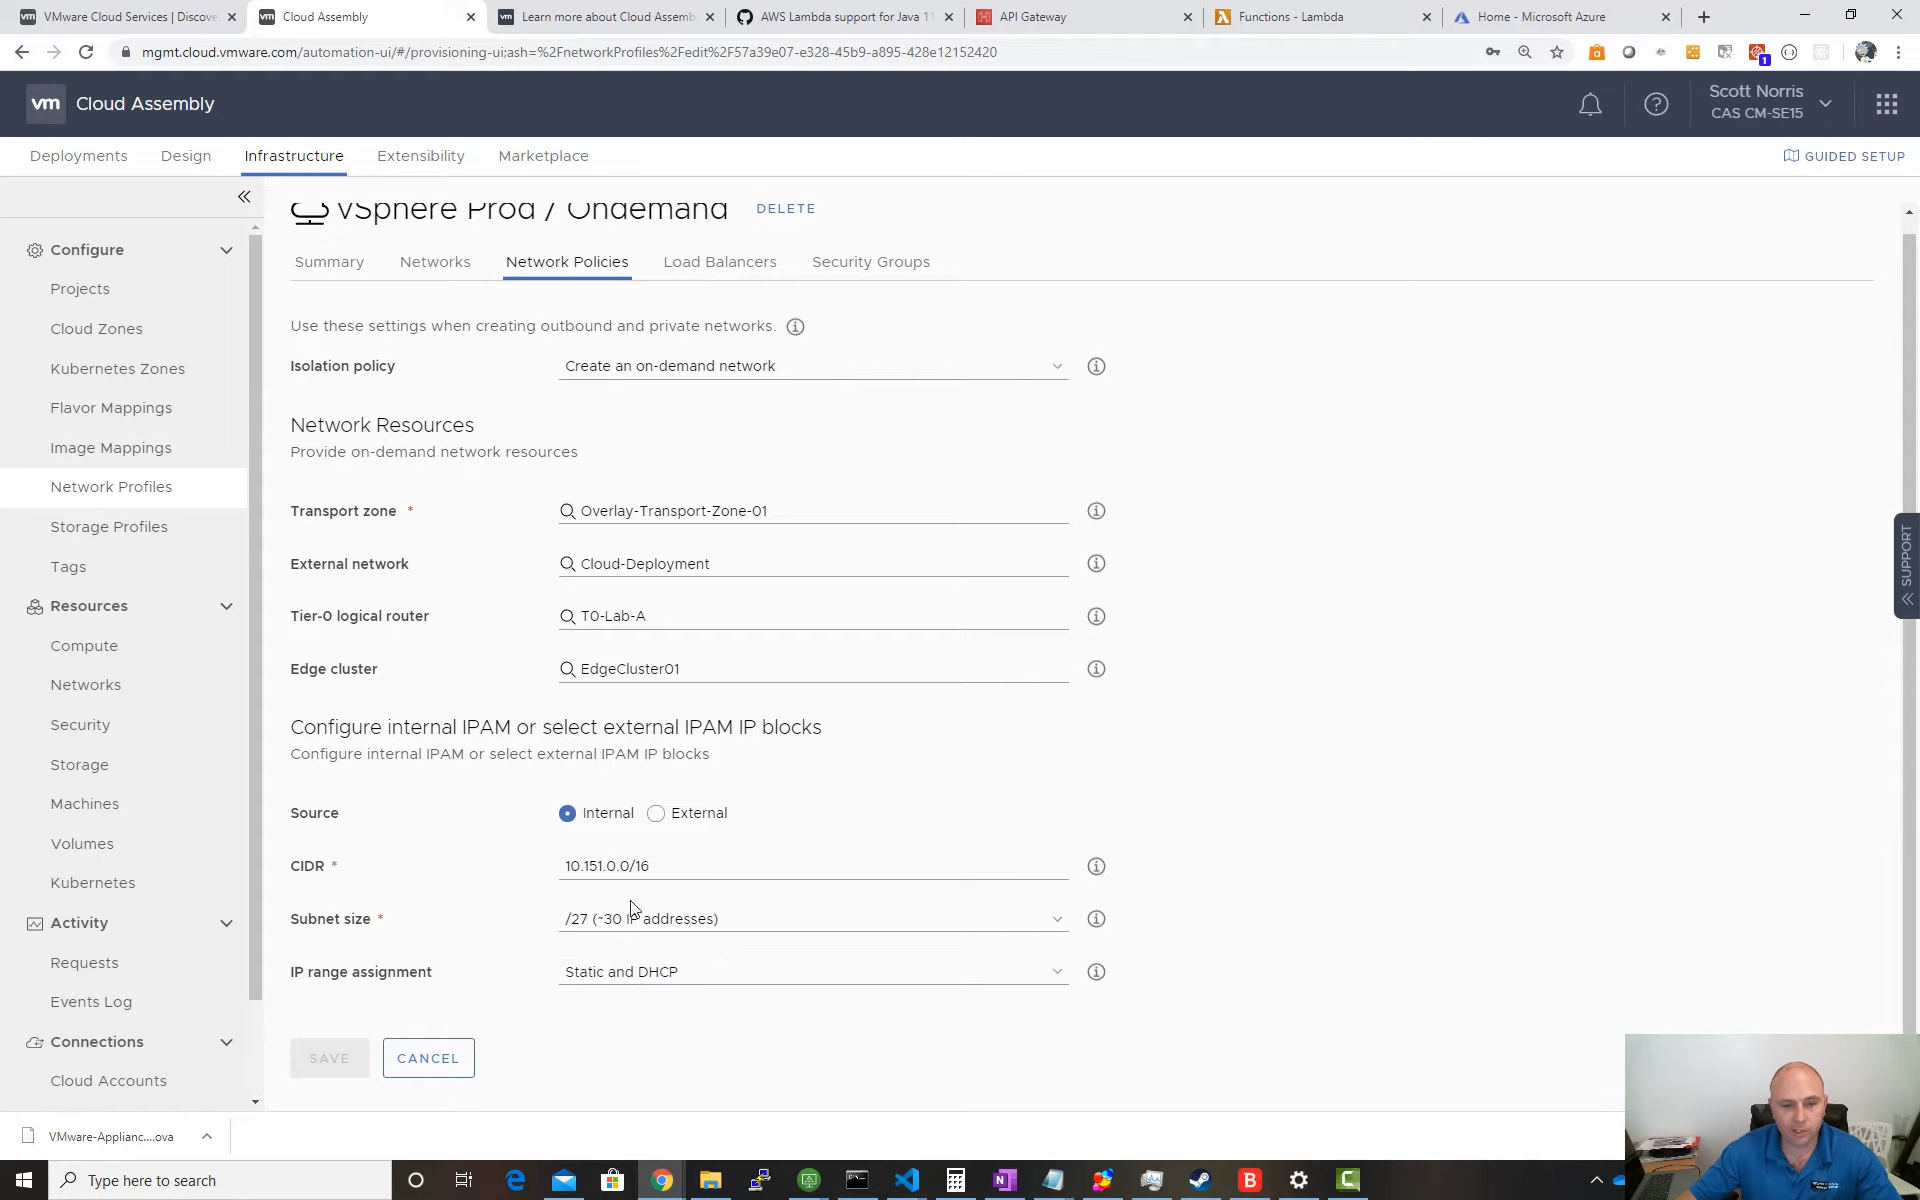 VMware Cloud Services | Discove
Cloud Assembly
Learn more about Cloud Assemb
AWS Lambda support for Java 11
API Gateway
Functions - Lambda
Home - Microsoft Azure
mgmt.cloud.vmware.com/automation-ui/#/provisioning-ui;ash=%2FnetworkProfiles%2Fedit%2F57a39e07-e328-45b9-a895-428e12152420
1
vm Cloud Assembly
Scott Norris
CAS CM-SE15
Deployments
Design
Infrastructure
Extensibility
Marketplace
GUIDED SETUP
Configure
Projects
Cloud Zones
Kubernetes Zones
Flavor Mappings
Image Mappings
Network Profiles
Storage Profiles
Tags
Resources
Compute
Networks
Security
Storage
Machines
Volumes
Kubernetes
Activity
Requests
Events Log
Connections
Cloud Accounts
vSphere Prod / Ondemand
DELETE
Summary
Networks
Network Policies
Load Balancers
Security Groups
Use these settings when creating outbound and private networks.
Isolation policy
Create an on-demand network
Network Resources
Provide on-demand network resources
Transport zone *
Overlay-Transport-Zone-01
External network
Cloud-Deployment
Tier-0 logical router
T0-Lab-A
Edge cluster
EdgeCluster01
Configure internal IPAM or select external IPAM IP blocks
Configure internal IPAM or select external IPAM IP blocks
Source
Internal
External
CIDR *
10.151.0.0/16
Subnet size *
/27 (~30 IP addresses)
IP range assignment
Static and DHCP
SAVE
CANCEL
SUPPORT
VMware-Applianc....ova
Type here to search